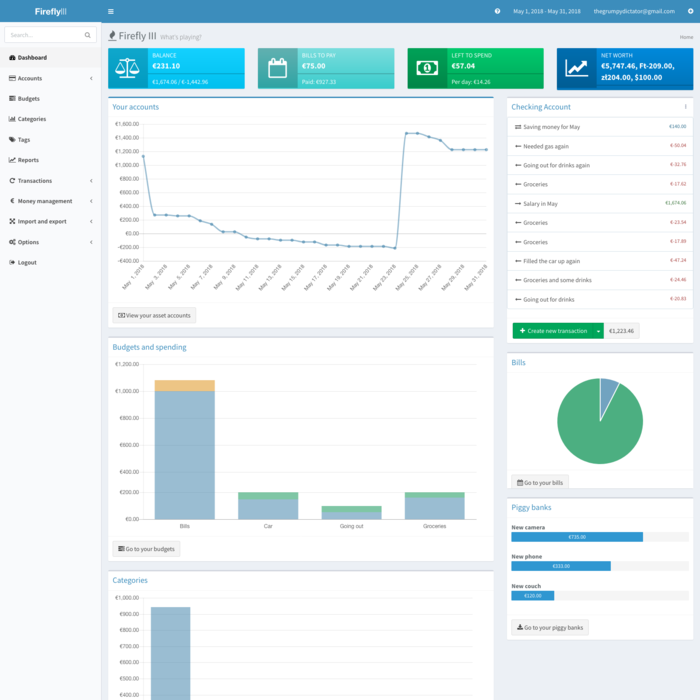 FireflyIII
May 1, 2018 - May 31, 2018
thegrumpydictator@gmail.com
Search...
Dashboard
Accounts
Budgets
Categories
Tags
Reports
Transactions
Money management
Import and export
Options
Logout
Firefly III What's playing?
Home
BALANCE
€231.10
€1,674.06 / €-1,442.96
BILLS TO PAY
€75.00
Paid: €927.33
LEFT TO SPEND
€57.04
Per day: €14.26
NET WORTH
€5,747.46, Ft-209.00,
zł204.00, $100.00
Your accounts
€1,600.00
€1,400.00
€1,200.00
€1,000.00
€800.00
€600.00
€400.00
€200.00
€0.00
-€200.00
-€400.00
May 1, 2018
May 3, 2018
May 5, 2018
May 7, 2018
May 9, 2018
May 11, 2018
May 13, 2018
May 15, 2018
May 17, 2018
May 19, 2018
May 21, 2018
May 23, 2018
May 25, 2018
May 27, 2018
May 29, 2018
May 31, 2018
View your asset accounts
Budgets and spending
€1,200.00
€1,000.00
€800.00
€600.00
€400.00
€200.00
€0.00
Bills
Car
Going out
Groceries
Go to your budgets
Categories
€1,000.00
€900.00
€800.00
€700.00
€600.00
€500.00
€400.00
Checking Account
Saving money for May €240.00
Needed gas again €-50.04
Going out for drinks again €-32.76
Groceries €-17.62
Salary in May €1,674.06
Groceries €-23.54
Groceries €-17.89
Filled the car up again €-47.24
Groceries and some drinks €-24.46
Going out for drinks €-20.83
Create new transaction
€1,223.46
Bills
Go to your bills
Piggy banks
New camera
€735.00
New phone
€333.00
New couch
€120.00
Go to your piggy banks